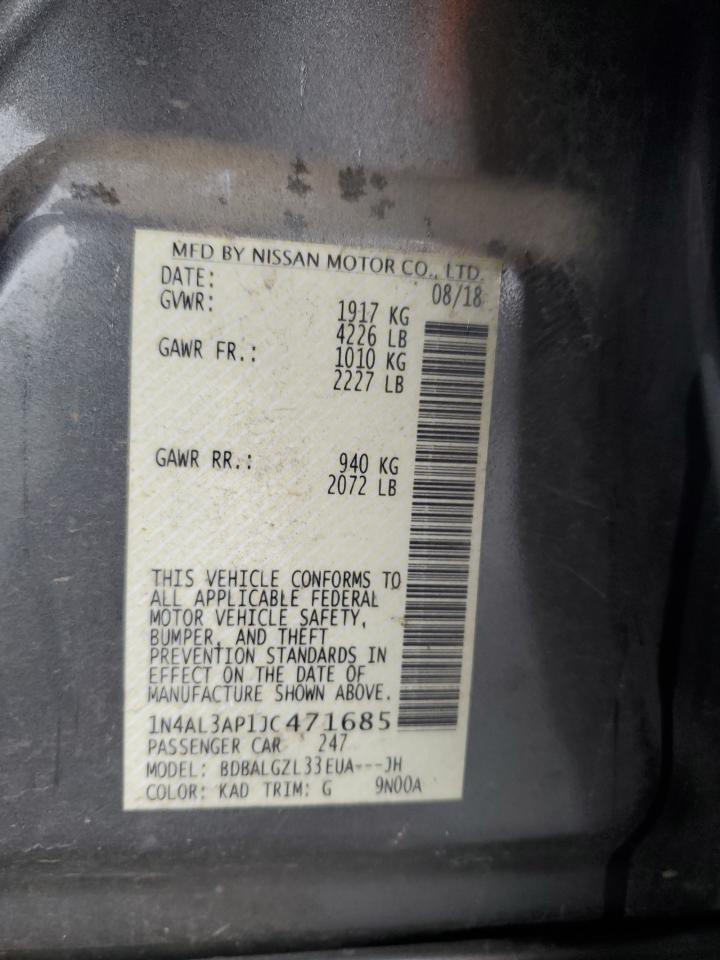 MFD BY NISSAN MOTOR CO., LTD.
DATE: 08/18
GVWR: 1917 KG
4226 LB
GAWR FR.: 1010 KG
2227 LB
GAWR RR.: 940 KG
2072 LB
THIS VEHICLE CONFORMS TO
ALL APPLICABLE FEDERAL
MOTOR VEHICLE SAFETY,
BUMPER, AND THEFT
PREVENTION STANDARDS IN
EFFECT ON THE DATE OF
MANUFACTURE SHOWN ABOVE.
1N4AL3AP1JC471685
PASSENGER CAR 247
MODEL: BDBALGZL33EUA---JH
COLOR: KAD TRIM: G 9N00A